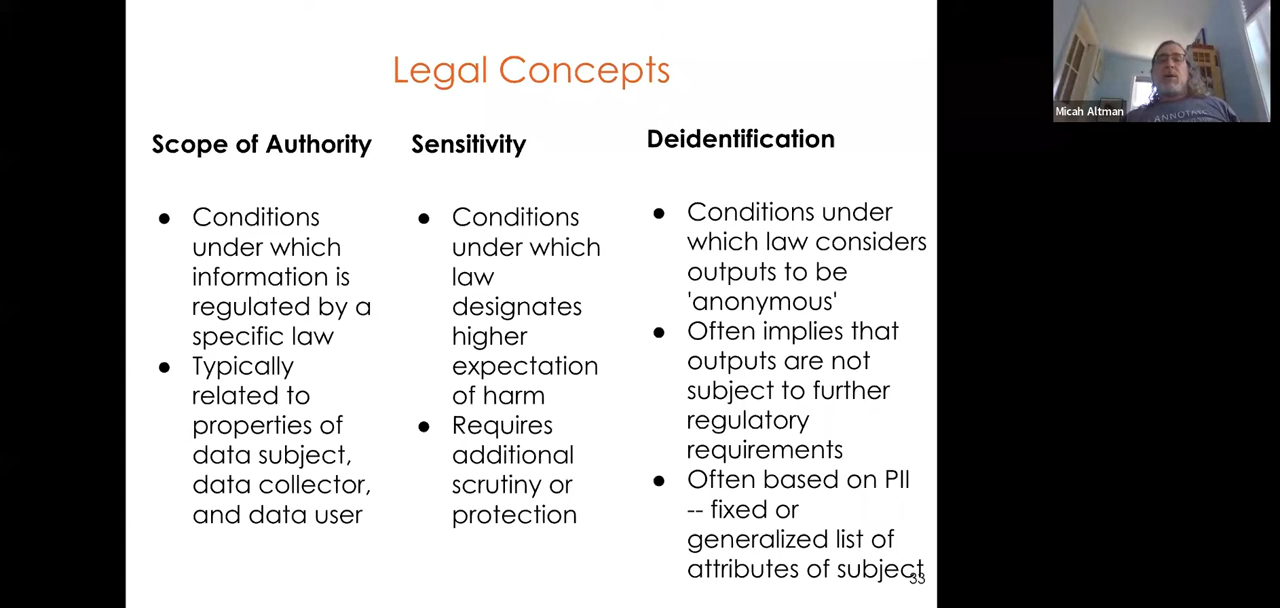 Legal Concepts
Scope of Authority
● Conditions
under which
information is
regulated by a
specific law
● Typically
related to
properties of
data subject,
data collector,
and data user
Sensitivity
● Conditions
under which
law
designates
higher
expectation
of harm
● Requires
additional
scrutiny or
protection
Deidentification
● Conditions under
which law considers
outputs to be
'anonymous'
● Often implies that
outputs are not
subject to further
regulatory
requirements
● Often based on PII
-- fixed or
generalized list of
attributes of subject
33
Micah Altman